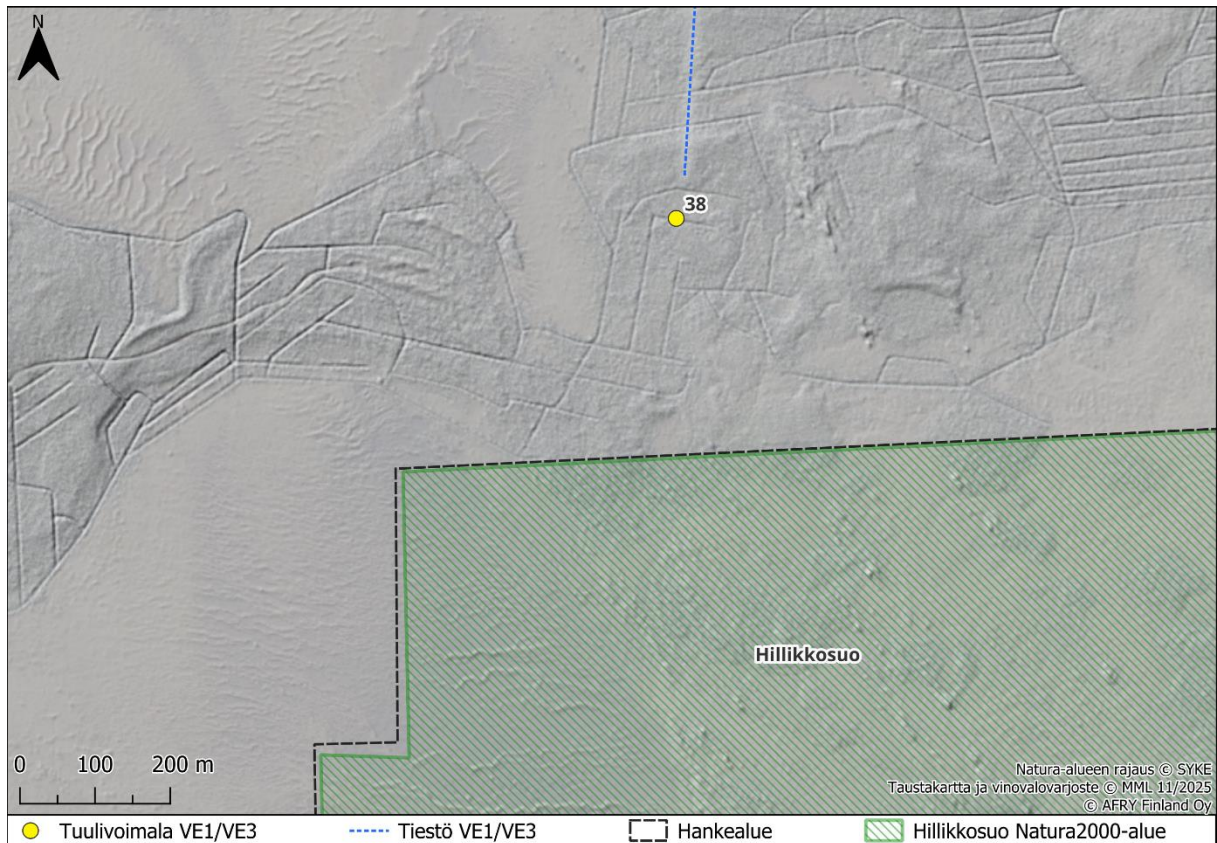 N
38
Hillikkosuo
0 100 200 m
Natura-alueen rajaus © SYKE
Taustakartta ja vinovalovarjoste © MML 11/2025
© AFRY Finland Oy
Tuulivoimala VE1/VE3 Tiestö VE1/VE3 Hankealue Hillikkosuo Natura2000-alue